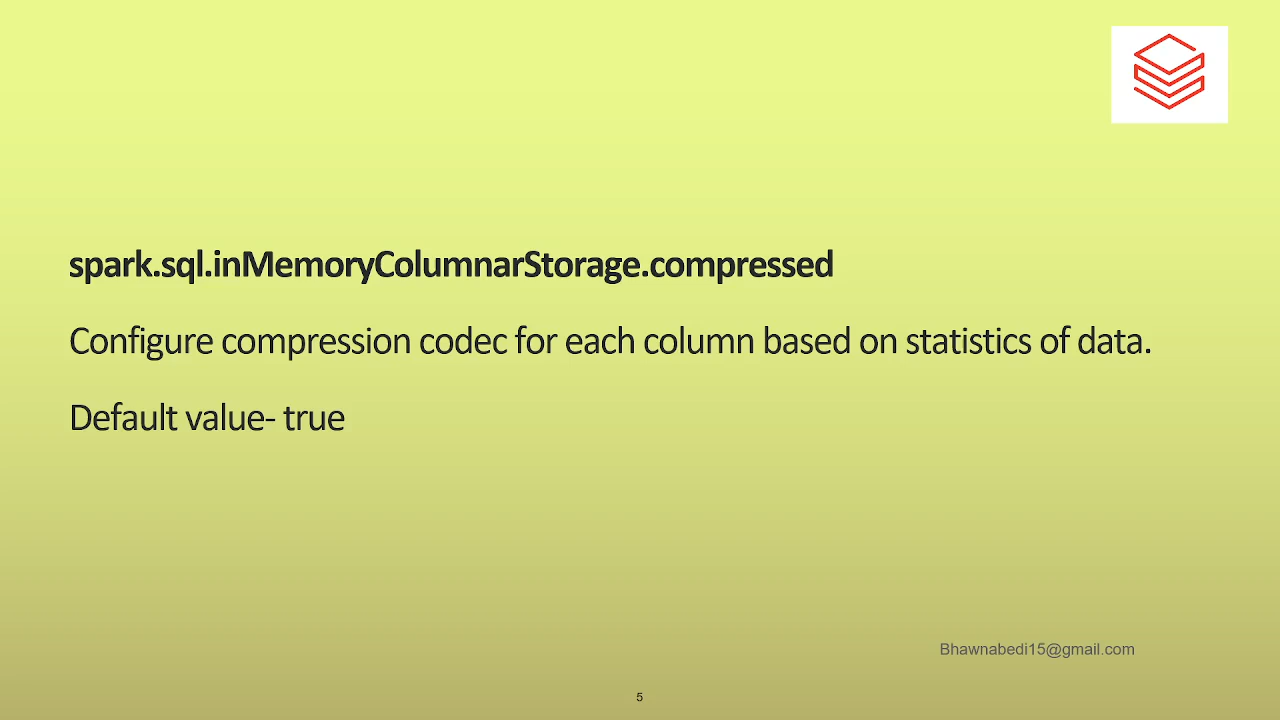 spark.sql.inMemoryColumnarStorage.compressed
Configure compression codec for each column based on statistics of data.
Default value- true
Bhawnabedi15@gmail.com
5